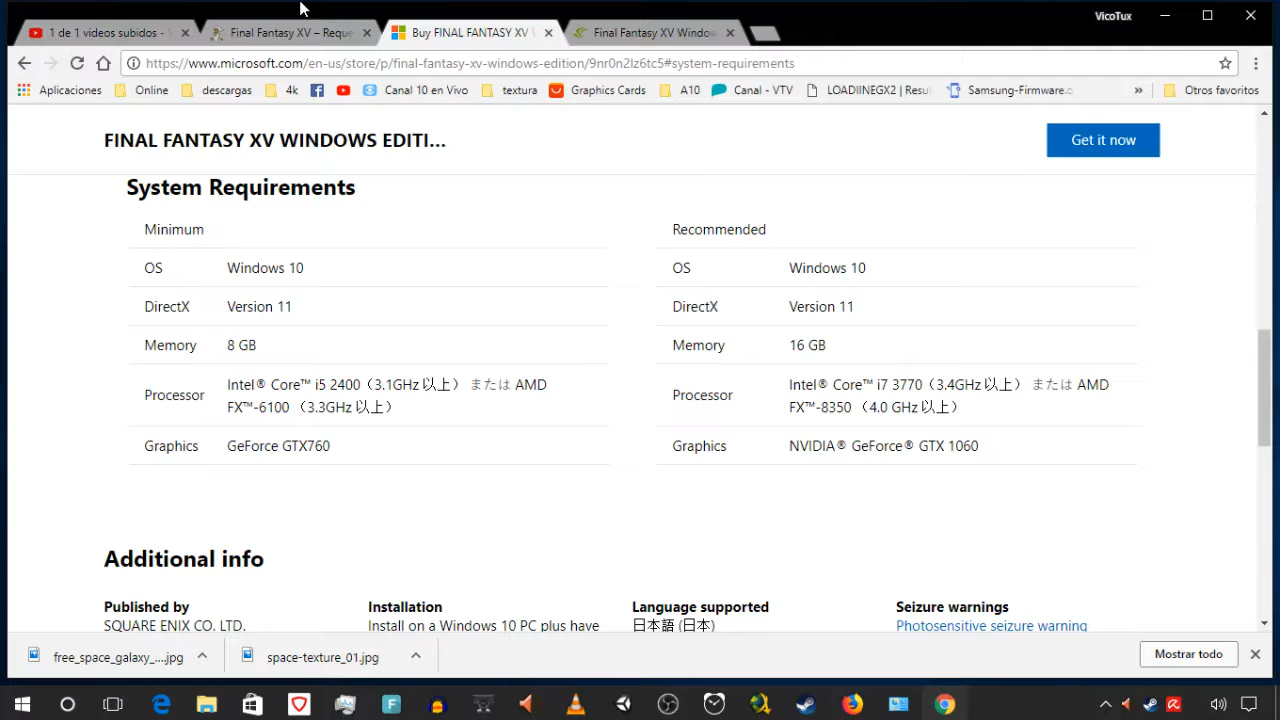 VicoTux
1 de 1 videos subidos -
Final Fantasy XV – Reque
Buy FINAL FANTASY XV
Final Fantasy XV Window
https://www.microsoft.com/en-us/store/p/final-fantasy-xv-windows-edition/9nr0n2lz6tc5#system-requirements
Aplicaciones Online descargas 4k Canal 10 en Vivo textura Graphics Cards A10 Canal - VTV LOADIINEGX2 | Resul Samsung-Firmware.o » Otros favoritos
FINAL FANTASY XV WINDOWS EDITI...
Get it now
System Requirements
Minimum
OS Windows 10
DirectX Version 11
Memory 8 GB
Processor Intel® Core™ i5 2400（3.1GHz 以上） または AMD
FX™-6100 （3.3GHz 以上）
Graphics GeForce GTX760
Recommended
OS Windows 10
DirectX Version 11
Memory 16 GB
Processor Intel® Core™ i7 3770（3.4GHz 以上） または AMD
FX™-8350 （4.0 GHz 以上）
Graphics NVIDIA® GeForce® GTX 1060
Additional info
Published by
SQUARE ENIX CO. LTD.
Installation
Install on a Windows 10 PC plus have
Language supported
日本語 (日本)
Seizure warnings
Photosensitive seizure warning
free_space_galaxy_....jpg
space-texture_01.jpg
Mostrar todo